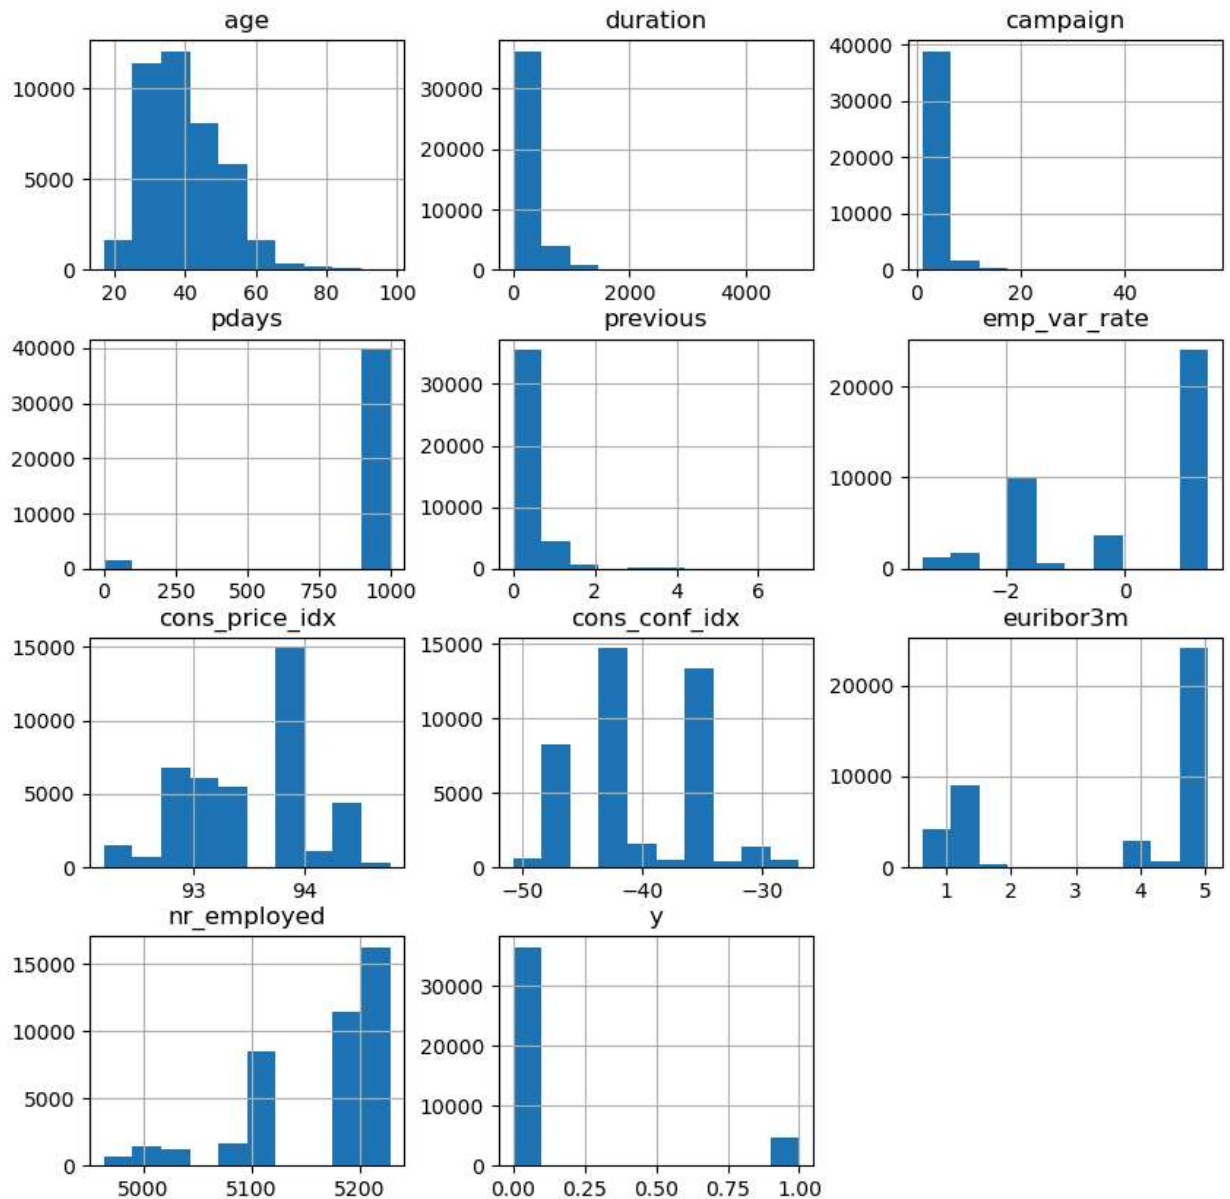 age
10000
5000
0
20 40 60 80 100
duration
30000
20000
10000
0
0 2000 4000
campaign
40000
30000
20000
10000
0
0 20 40
pdays
40000
30000
20000
10000
0
0 250 500 750 1000
previous
30000
20000
10000
0
0 2 4 6
emp_var_rate
20000
10000
0
−2 0
cons_price_idx
15000
10000
5000
0
93 94
cons_conf_idx
15000
10000
5000
0
−50 −40 −30
euribor3m
20000
10000
0
1 2 3 4 5
nr_employed
15000
10000
5000
0
5000 5100 5200
y
30000
20000
10000
0
0.00 0.25 0.50 0.75 1.00